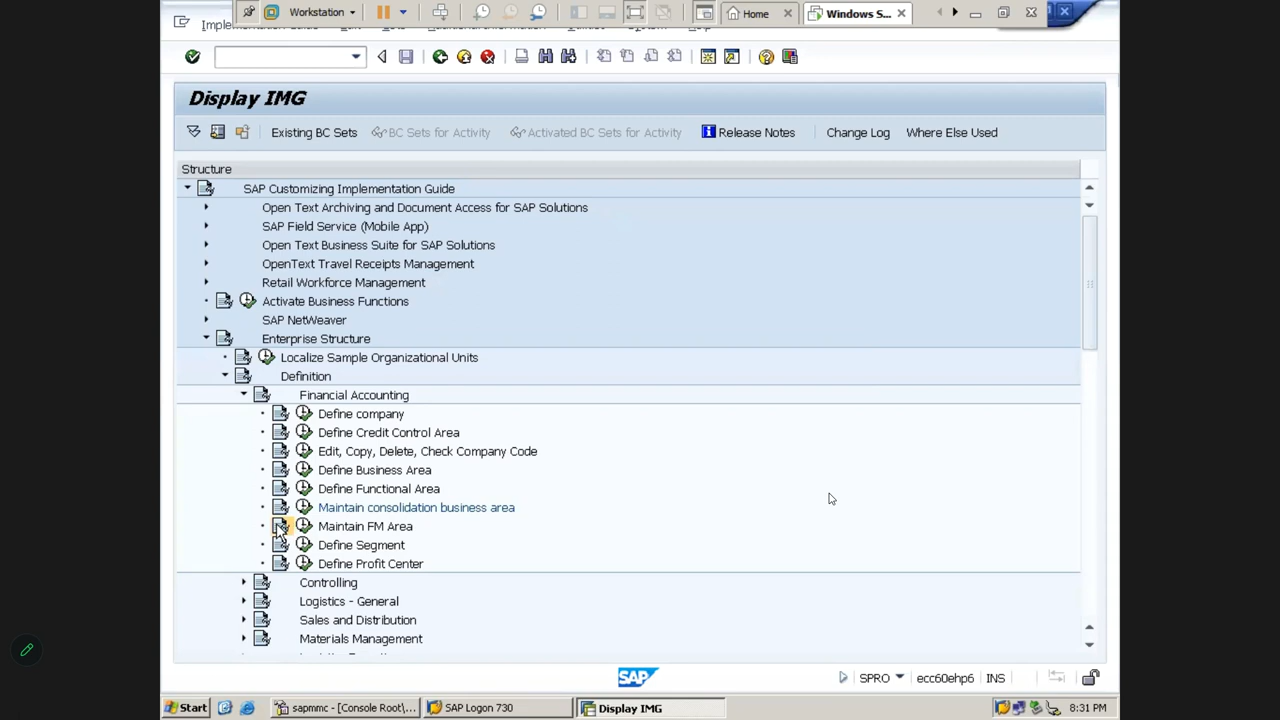 Workstation
Home
Windows S...
Display IMG
Existing BC Sets
BC Sets for Activity
Activated BC Sets for Activity
Release Notes
Change Log
Where Else Used
Structure
SAP Customizing Implementation Guide
Open Text Archiving and Document Access for SAP Solutions
SAP Field Service (Mobile App)
Open Text Business Suite for SAP Solutions
OpenText Travel Receipts Management
Retail Workforce Management
Activate Business Functions
SAP NetWeaver
Enterprise Structure
Localize Sample Organizational Units
Definition
Financial Accounting
Define company
Define Credit Control Area
Edit, Copy, Delete, Check Company Code
Define Business Area
Define Functional Area
Maintain consolidation business area
Maintain FM Area
Define Segment
Define Profit Center
Controlling
Logistics - General
Sales and Distribution
Materials Management
SAP
SPRO
ecc60ehp6
INS
Start
sapmmc - [Console Root\...
SAP Logon 730
Display IMG
8:31 PM